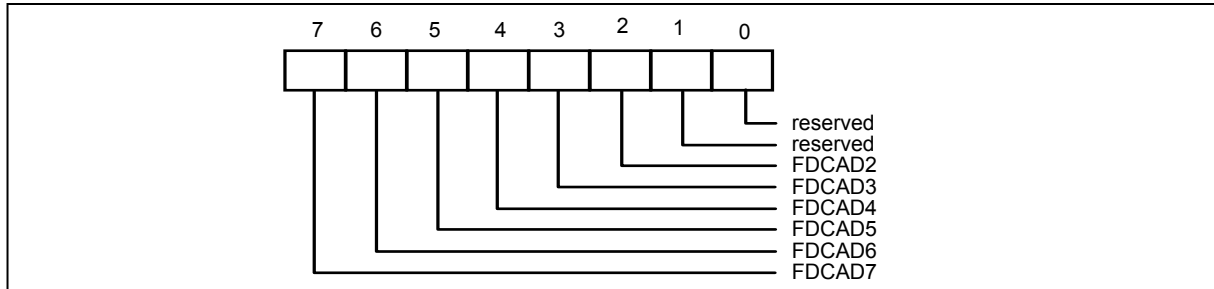 7 6 5 4 3 2 1 0
reserved
reserved
FDCAD2
FDCAD3
FDCAD4
FDCAD5
FDCAD6
FDCAD7